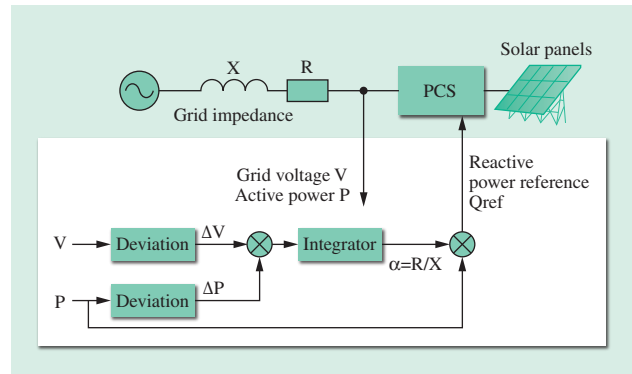 Solar panels
X
R
PCS
Grid impedance
Grid voltage V
Active power P
Reactive
power reference
Qref
V
Deviation
ΔV
Integrator
α=R/X
P
Deviation
ΔP